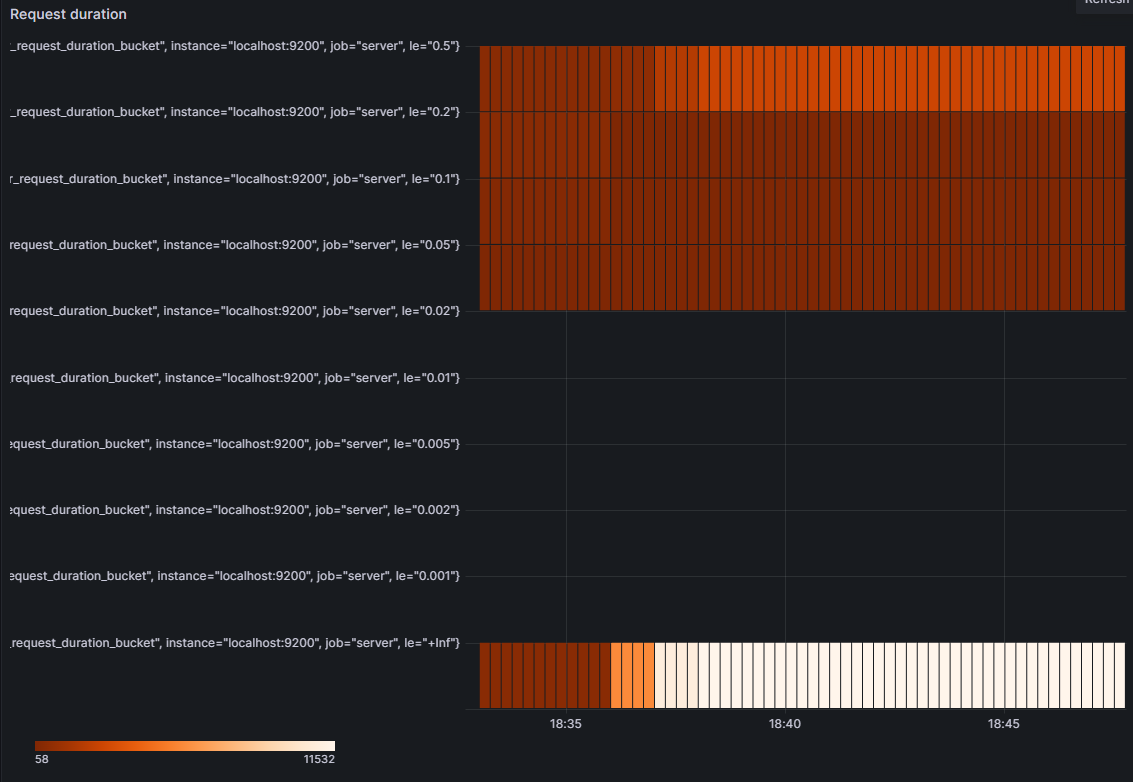 Request duration
Refresh
_request_duration_bucket", instance="localhost:9200", job="server", le="0.5"}
_request_duration_bucket", instance="localhost:9200", job="server", le="0.2"}
r_request_duration_bucket", instance="localhost:9200", job="server", le="0.1"}
request_duration_bucket", instance="localhost:9200", job="server", le="0.05"}
request_duration_bucket", instance="localhost:9200", job="server", le="0.02"}
request_duration_bucket", instance="localhost:9200", job="server", le="0.01"}
equest_duration_bucket", instance="localhost:9200", job="server", le="0.005"}
equest_duration_bucket", instance="localhost:9200", job="server", le="0.002"}
equest_duration_bucket", instance="localhost:9200", job="server", le="0.001"}
_request_duration_bucket", instance="localhost:9200", job="server", le="+Inf"}
18:35 18:40 18:45
58 11532